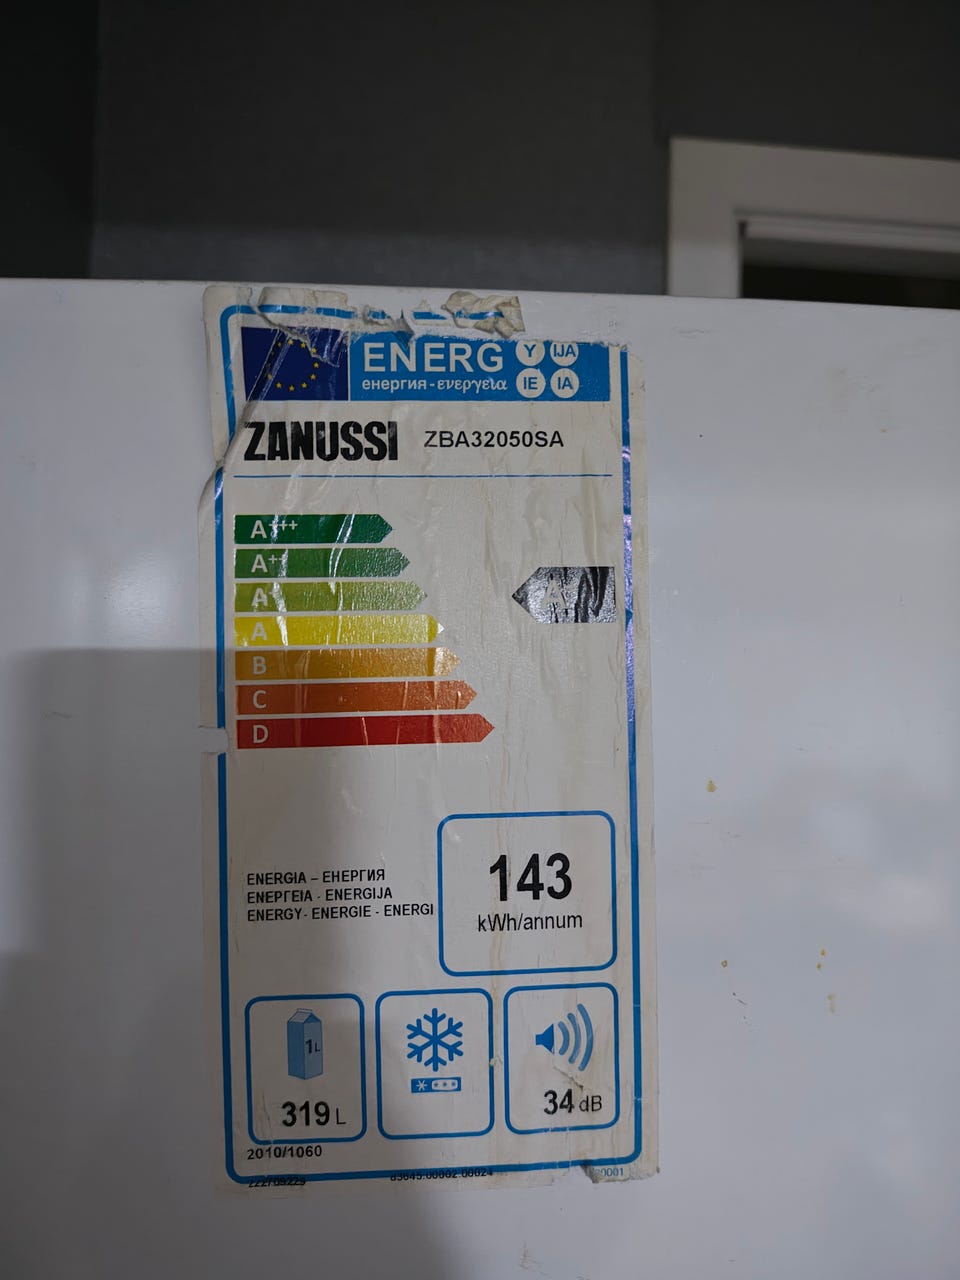 ENERG Y IJA
енергия - ενεργεια IE IA
ZANUSSI ZBA32050SA
A+++
A++
A+
A
B
C
D
ENERGIA – ЕНЕРГИЯ
ΕΝΕΡΓΕΙΑ - ENERGIJA
ENERGY - ENERGIE - ENERGI
143
kWh/annum
1L
319 L
34 dB
2010/1060